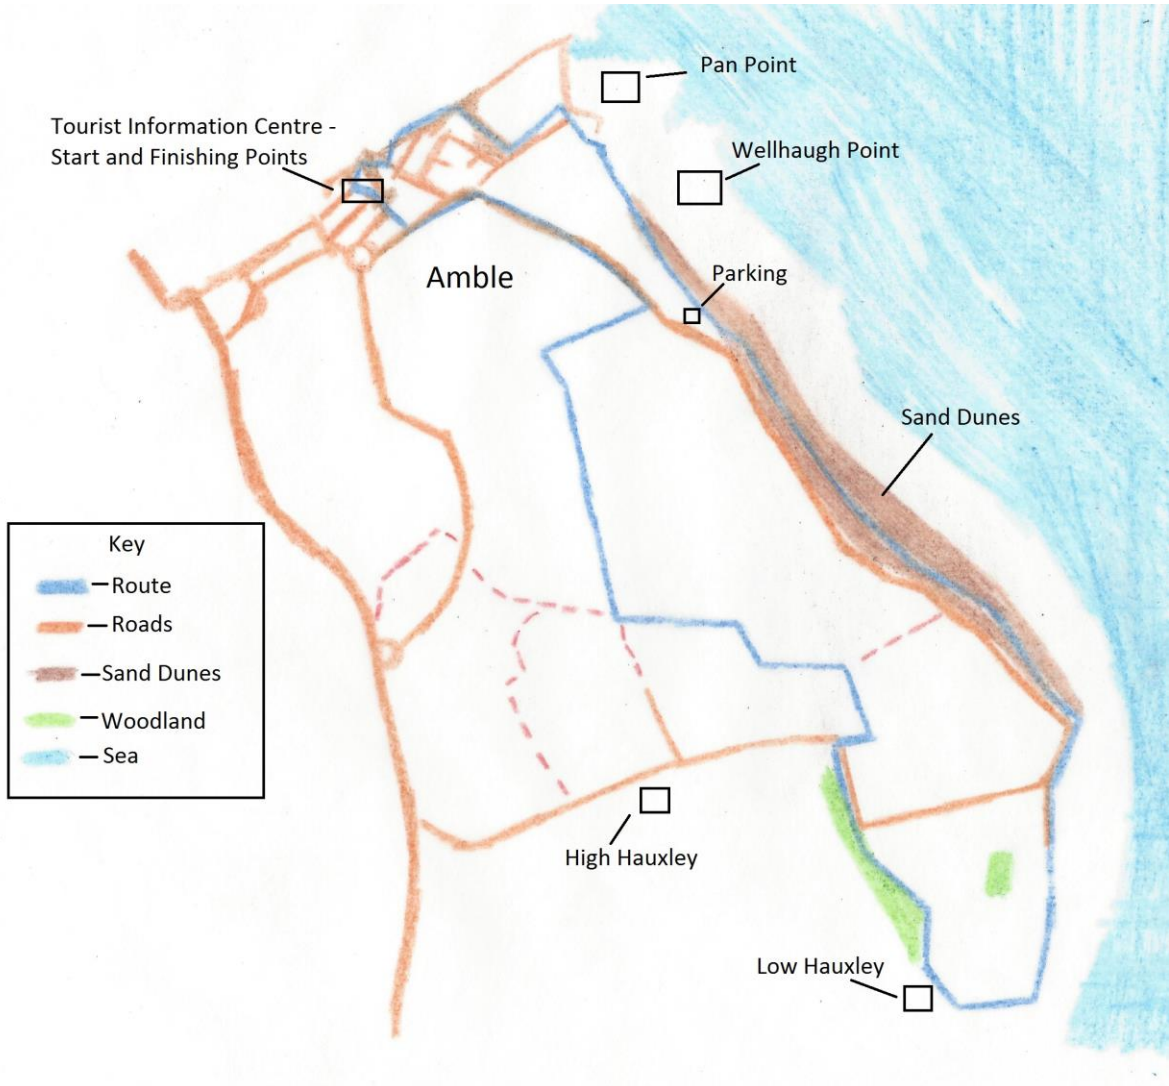 Pan Point
Tourist Information Centre -
Start and Finishing Points
Wellhaugh Point
Amble
Parking
Sand Dunes
Key
Route
Roads
Sand Dunes
Woodland
Sea
High Hauxley
Low Hauxley